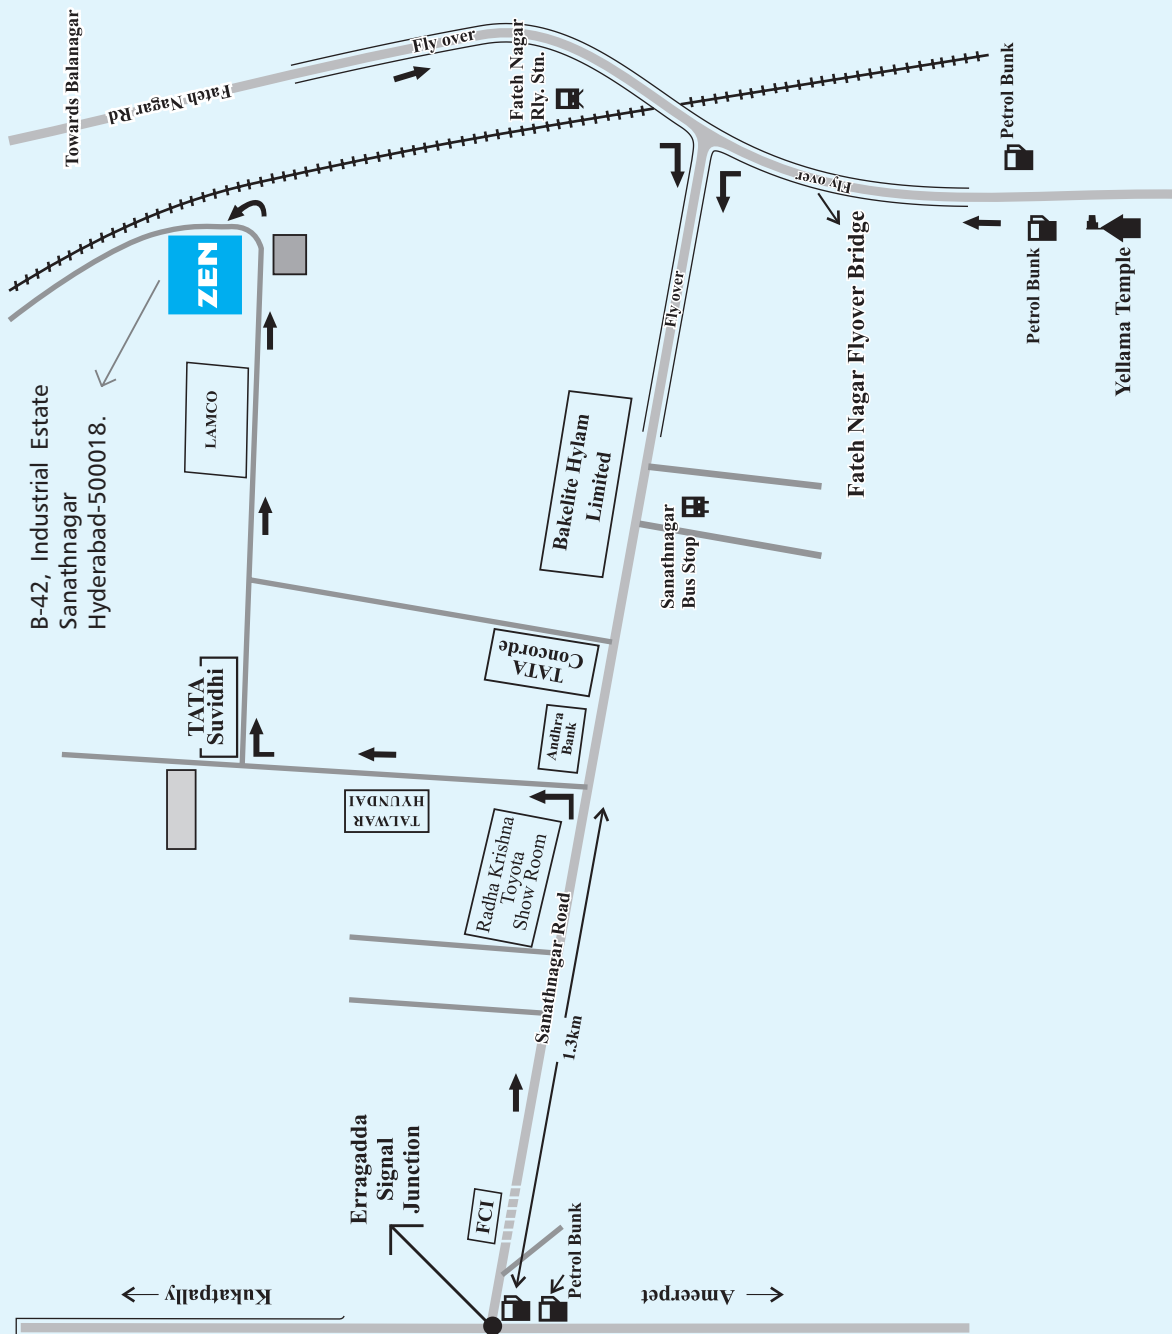 Towards Balanagar
Fateh Nagar Rd
Fly over
Fateh Nagar
Rly. Stn.
Petrol Bunk
Fly over
Fateh Nagar Flyover Bridge
Petrol Bunk
Yellama Temple
ZEN
Fly over
B-42, Industrial Estate
Sanathnagar
Hyderabad-500018.
LAMCO
Bakelite Hylam
Limited
Sanathnagar
Bus Stop
TATA
Suvidhi
TATA
Concorde
Andhra
Bank
TALWAR
HYUNDAI
Radha Krishna
Toyota
Show Room
Sanathnagar Road
1.3km
Erragadda
Signal
Junction
FCI
Petrol Bunk
Kukatpally
Ameerpet